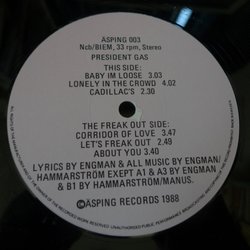 ÄSPING 003
Ncb/BIEM, 33 rpm, Stereo
PRESIDENT GAS
THIS SIDE:
BABY IM LOOSE 3.03
LONELY IN THE CROWD 4.02
CADILLAC'S 2.30
THE FREAK OUT SIDE:
CORRIDOR OF LOVE 3.47
LET'S FREAK OUT 2.49
ABOUT YOU 3.40
LYRICS BY ENGMAN & ALL MUSIC BY ENGMAN/
HAMMARSTRÖM EXEPT A1 & A3 BY ENGMAN
& B1 BY HAMMARSTRÖM/MANUS.
©ÄSPING RECORDS 1988